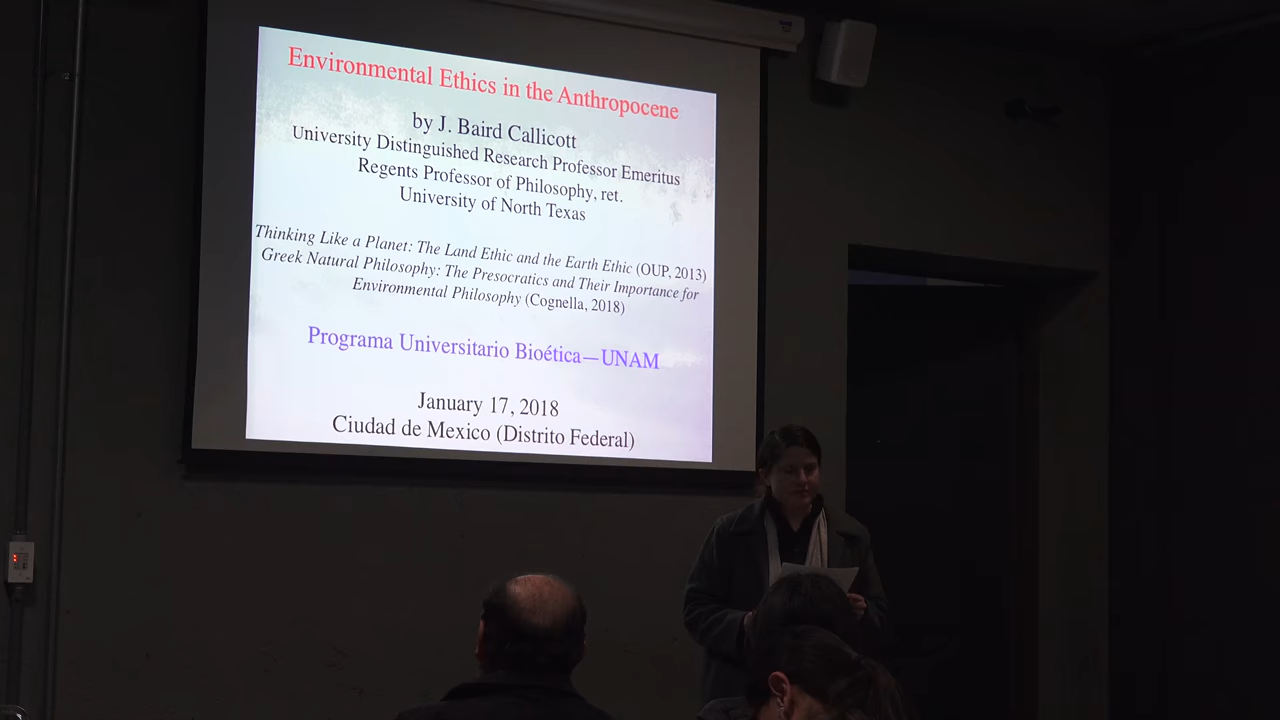 Environmental Ethics in the Anthropocene
by J. Baird Callicott
University Distinguished Research Professor Emeritus
Regents Professor of Philosophy, ret.
University of North Texas
Thinking Like a Planet: The Land Ethic and the Earth Ethic (OUP, 2013)
Greek Natural Philosophy: The Presocratics and Their Importance for
Environmental Philosophy (Cognella, 2018)
Programa Universitario Bioética—UNAM
January 17, 2018
Ciudad de Mexico (Distrito Federal)